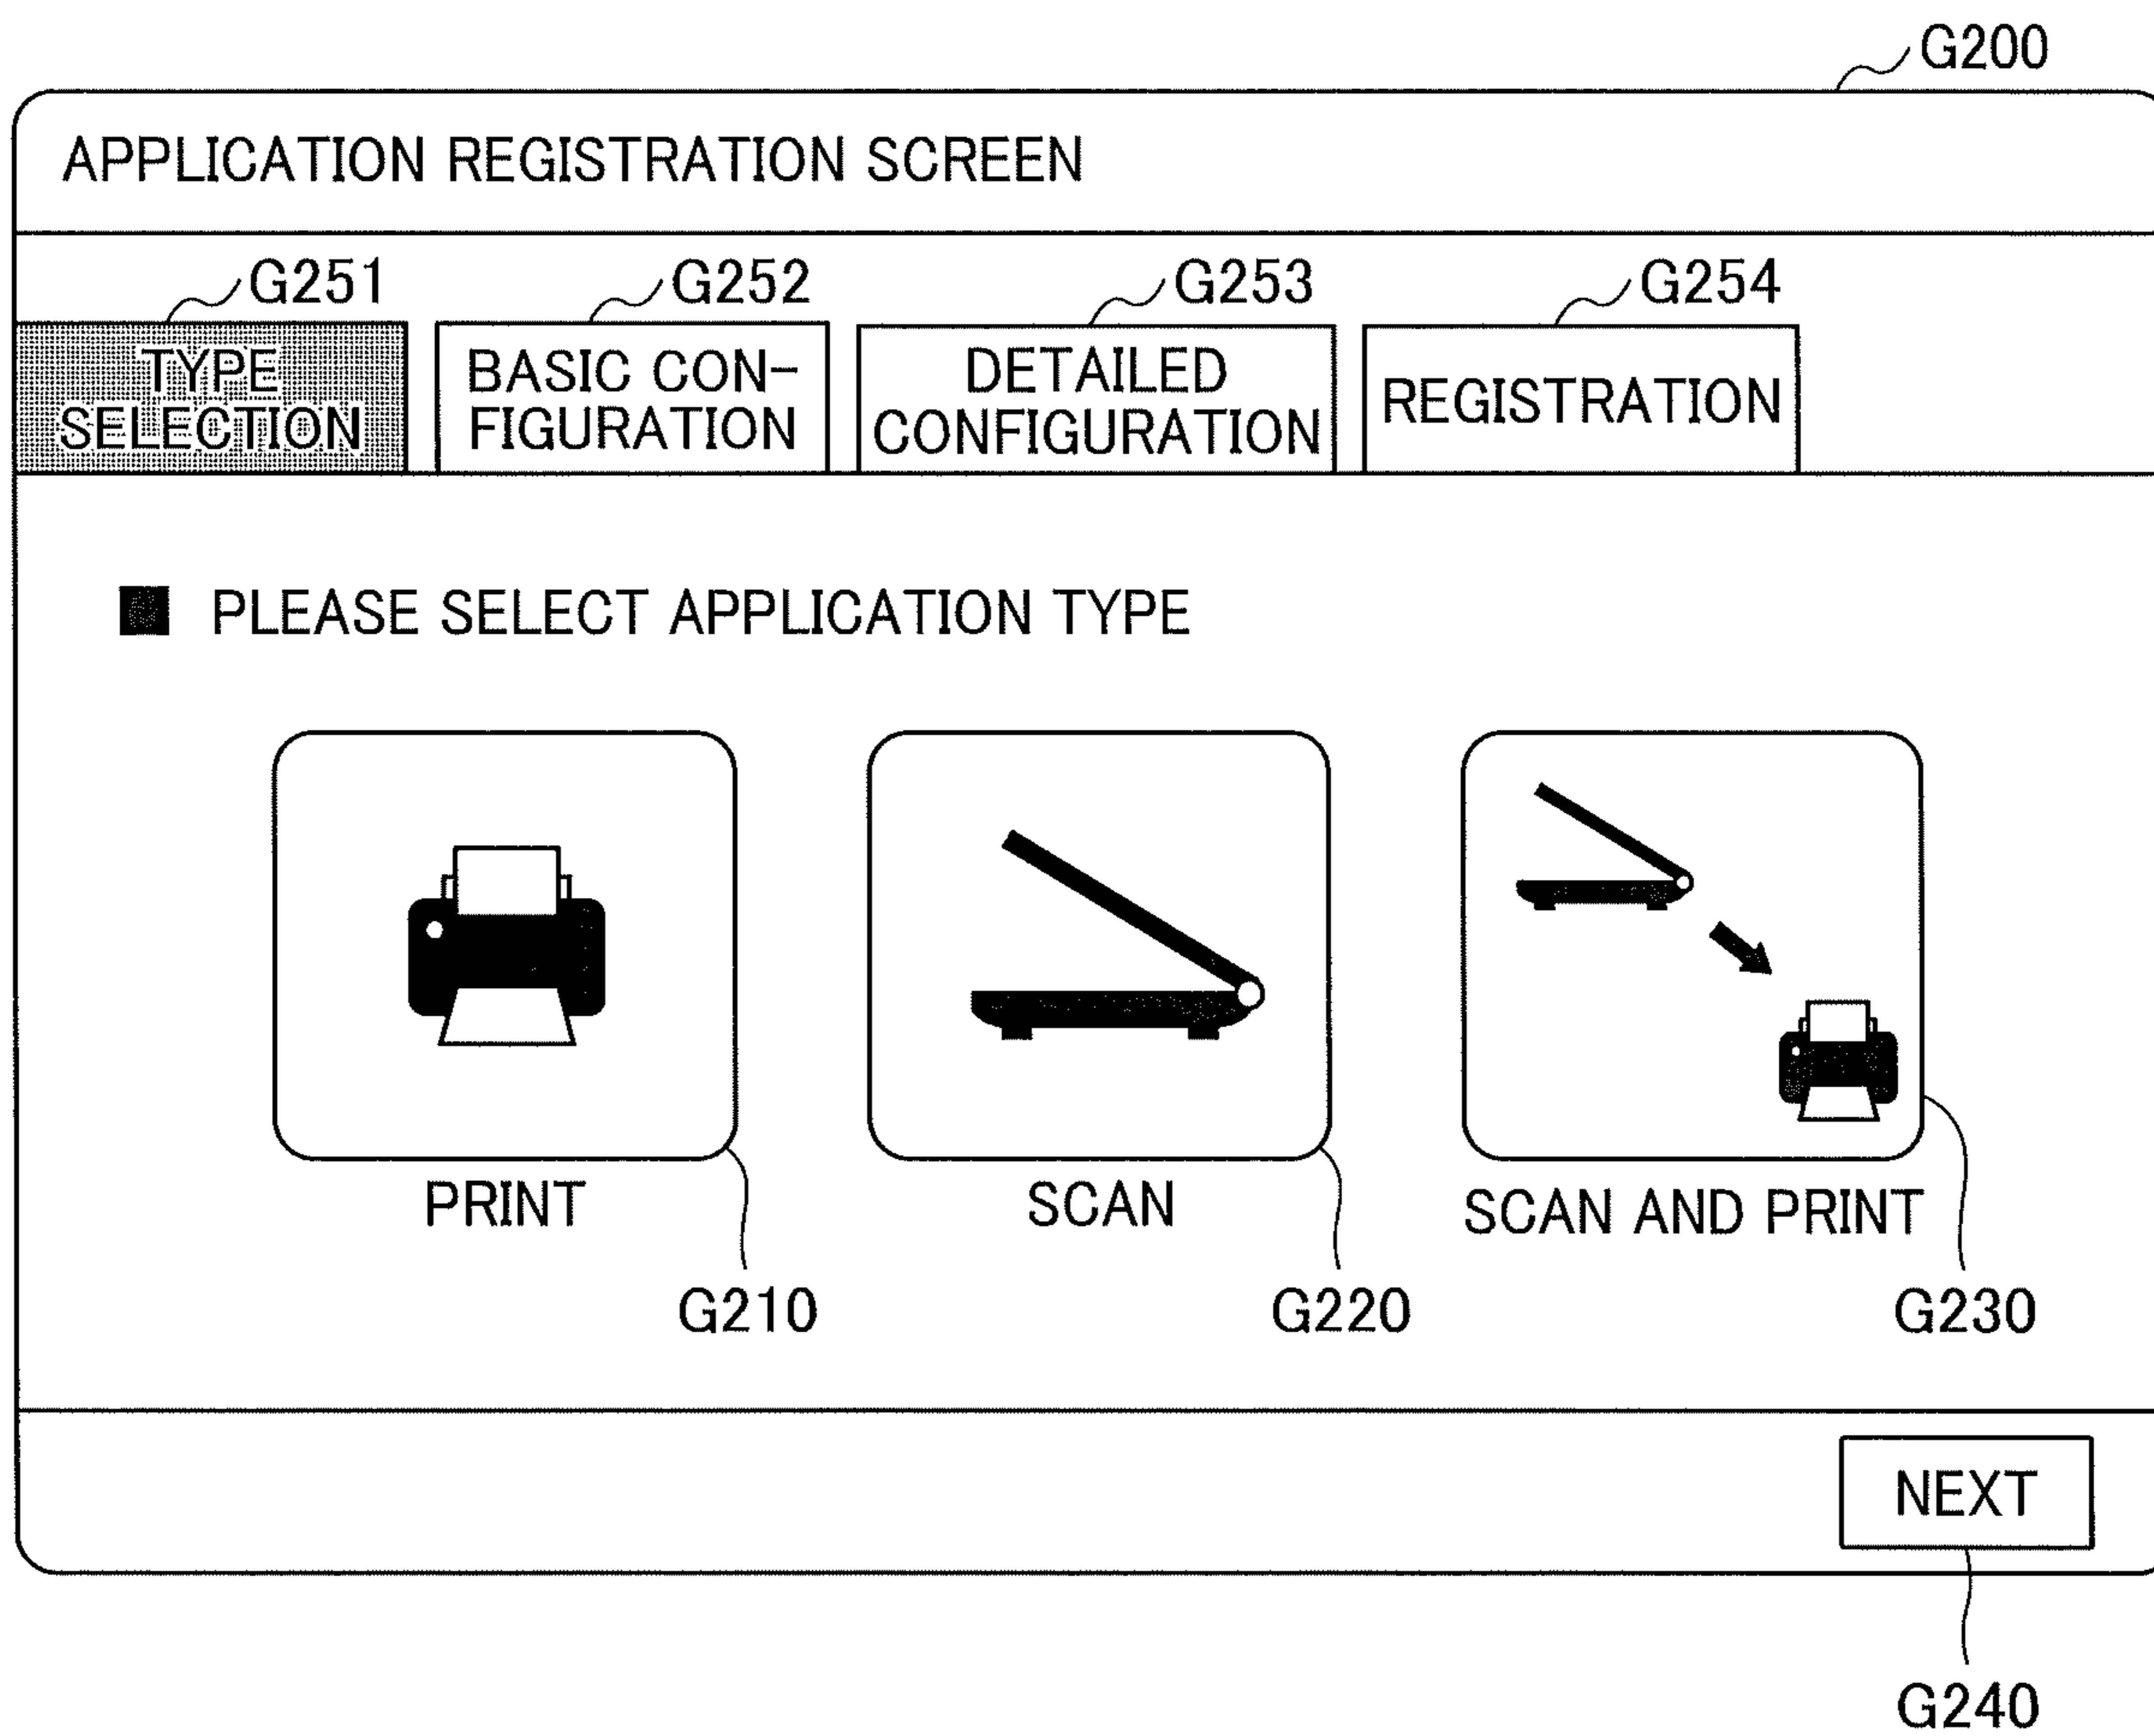 G200
APPLICATION REGISTRATION SCREEN
G251
G252
G253
G254
TYPE
SELECTION
BASIC CON-
FIGURATION
DETAILED
CONFIGURATION
REGISTRATION
PLEASE SELECT APPLICATION TYPE
PRINT
SCAN
SCAN AND PRINT
G210
G220
G230
NEXT
G240